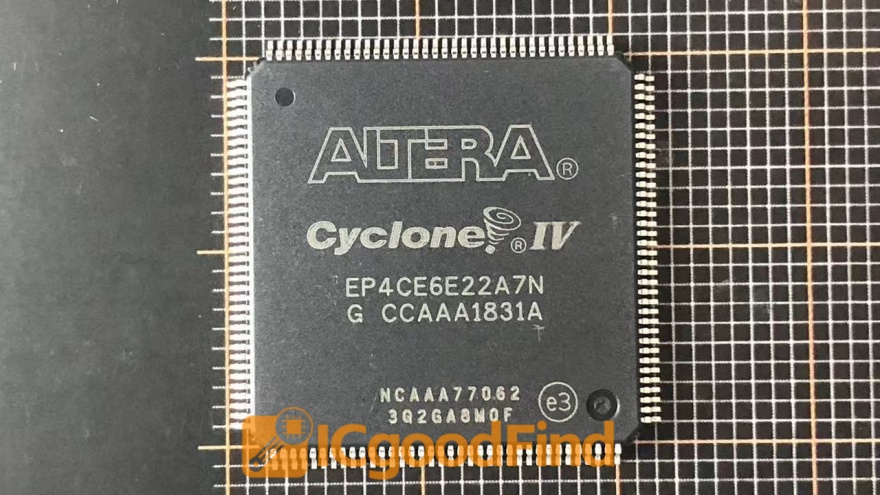 ALTERA®
Cyclone® IV
EP4CE6E22A7N
G CCAAA1831A
NCAAA77062
3Q2GA8M0F
e3
ICgoodFind